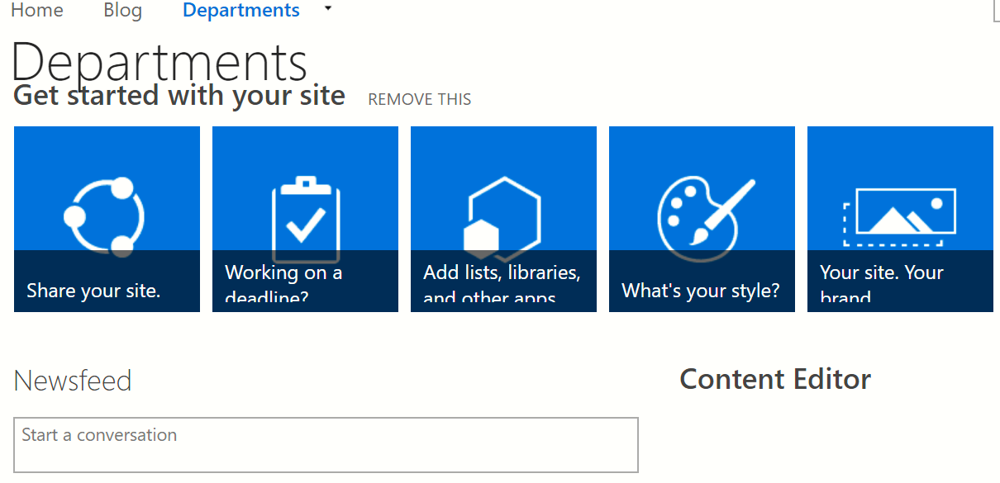 Home Blog Departments
Departments
Get started with your site REMOVE THIS
Share your site.
Working on a
deadline?
Add lists, libraries,
and other apps
What's your style?
Your site. Your
brand
Newsfeed
Content Editor
Start a conversation